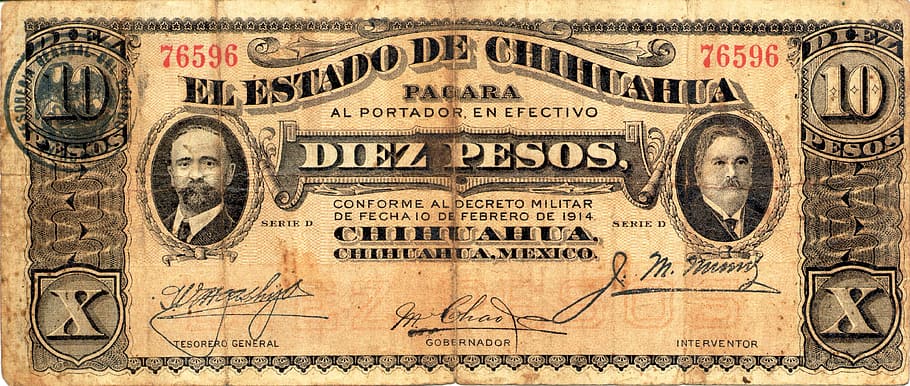 DIEZ
10
PESOS
76596
EL ESTADO DE CHIHUAHUA
76596
DIEZ
10
PESOS
PAGARA
AL PORTADOR, EN EFECTIVO
DIEZ PESOS.
CONFORME AL DECRETO MILITAR
DE FECHA 10 DE FEBRERO DE 1914
SERIE D
SERIE D
CHIHUAHUA.
CHIHUAHUA, MEXICO.
X
X
M Chao
TESORERO GENERAL
GOBERNADOR
INTERVENTOR